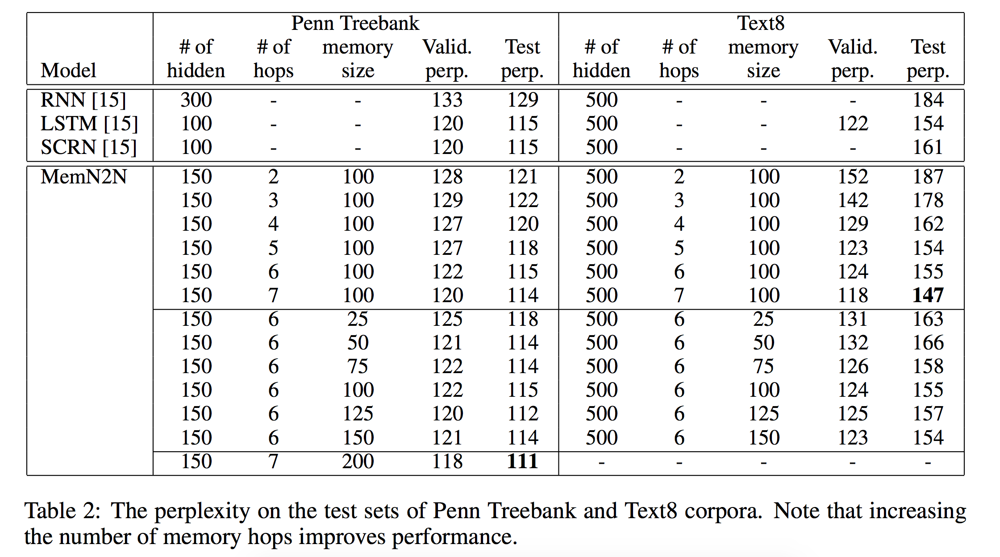 Penn Treebank Text8
# of # of memory Valid. Test # of # of memory Valid. Test
Model hidden hops size perp. perp. hidden hops size perp. perp.
RNN [15] 300 - - 133 129 500 - - - 184
LSTM [15] 100 - - 120 115 500 - - 122 154
SCRN [15] 100 - - 120 115 500 - - - 161
MemN2N 150 2 100 128 121 500 2 100 152 187
150 3 100 129 122 500 3 100 142 178
150 4 100 127 120 500 4 100 129 162
150 5 100 127 118 500 5 100 123 154
150 6 100 122 115 500 6 100 124 155
150 7 100 120 114 500 7 100 118 147
150 6 25 125 118 500 6 25 131 163
150 6 50 121 114 500 6 50 132 166
150 6 75 122 114 500 6 75 126 158
150 6 100 122 115 500 6 100 124 155
150 6 125 120 112 500 6 125 125 157
150 6 150 121 114 500 6 150 123 154
150 7 200 118 111 - - - - -
Table 2: The perplexity on the test sets of Penn Treebank and Text8 corpora. Note that increasing
the number of memory hops improves performance.